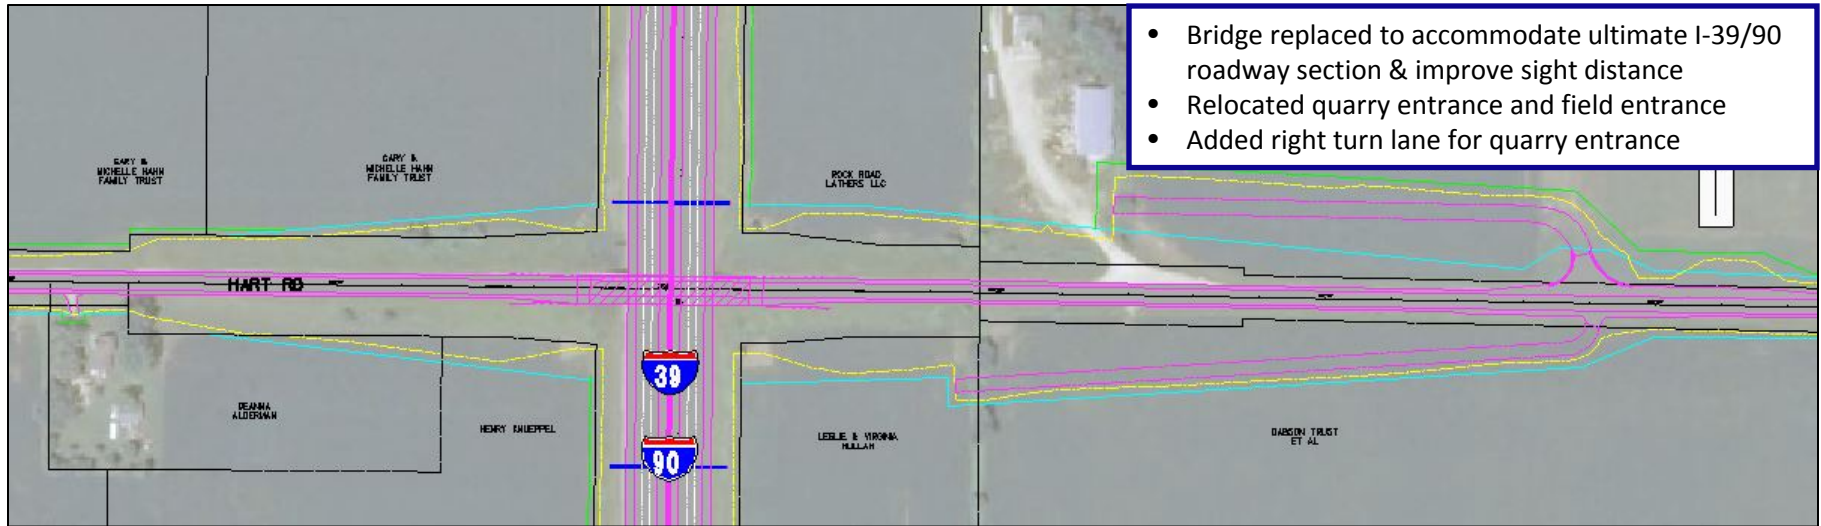 • Bridge replaced to accommodate ultimate I-39/90
roadway section & improve sight distance
• Relocated quarry entrance and field entrance
• Added right turn lane for quarry entrance
GARY &
MICHELLE HAHN
FAMILY TRUST
GARY &
MICHELLE HAHN
FAMILY TRUST
ROCK ROAD
LATHERS LLC
HART RD
39
90
DEANNA
ALDERMAN
HENRY KNUEPPEL
LESLIE & VIRGINIA
TRUST
ET AL